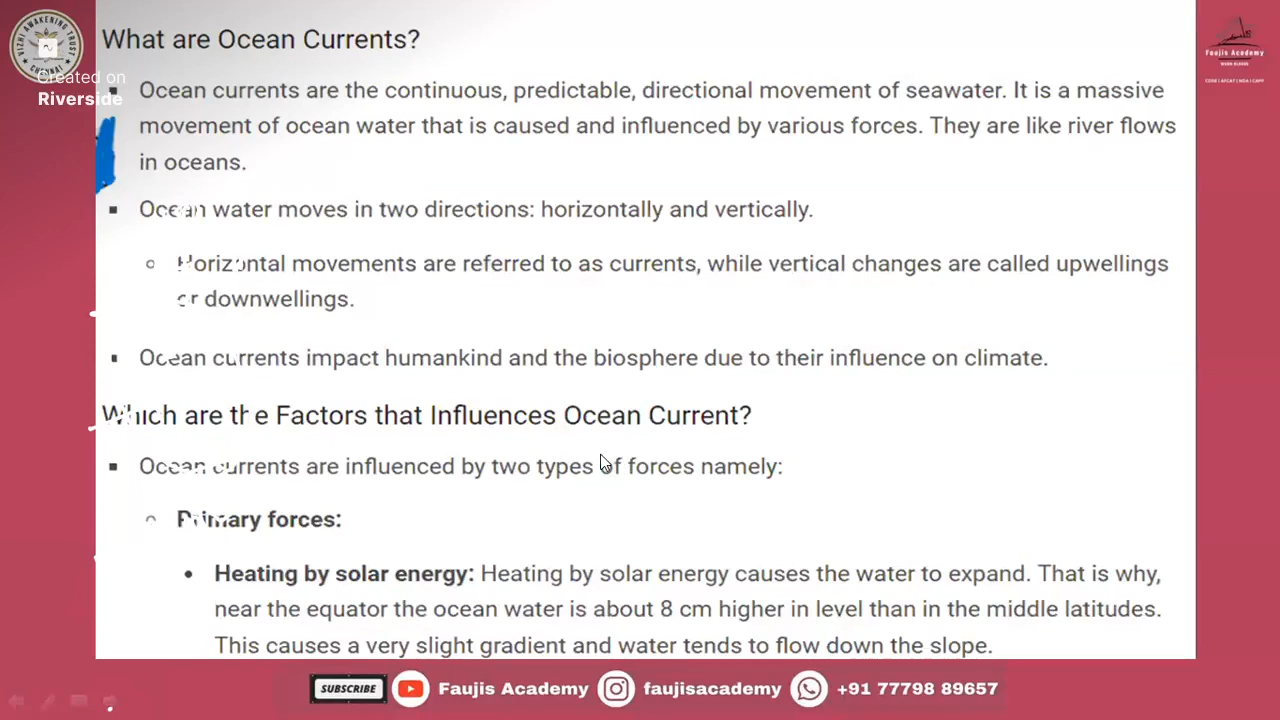 What are Ocean Currents?
VIZHI AWAKENING TRUST
CHENNAI
Created on
Riverside
Faujis Academy
Ocean currents are the continuous, predictable, directional movement of seawater. It is a massive
movement of ocean water that is caused and influenced by various forces. They are like river flows
in oceans.
Ocean water moves in two directions: horizontally and vertically.
Horizontal movements are referred to as currents, while vertical changes are called upwellings
or downwellings.
Ocean currents impact humankind and the biosphere due to their influence on climate.
Which are the Factors that Influences Ocean Current?
Ocean currents are influenced by two types of forces namely:
Primary forces:
Heating by solar energy: Heating by solar energy causes the water to expand. That is why,
near the equator the ocean water is about 8 cm higher in level than in the middle latitudes.
This causes a very slight gradient and water tends to flow down the slope.
SUBSCRIBE Faujis Academy faujisacademy +91 77798 89657